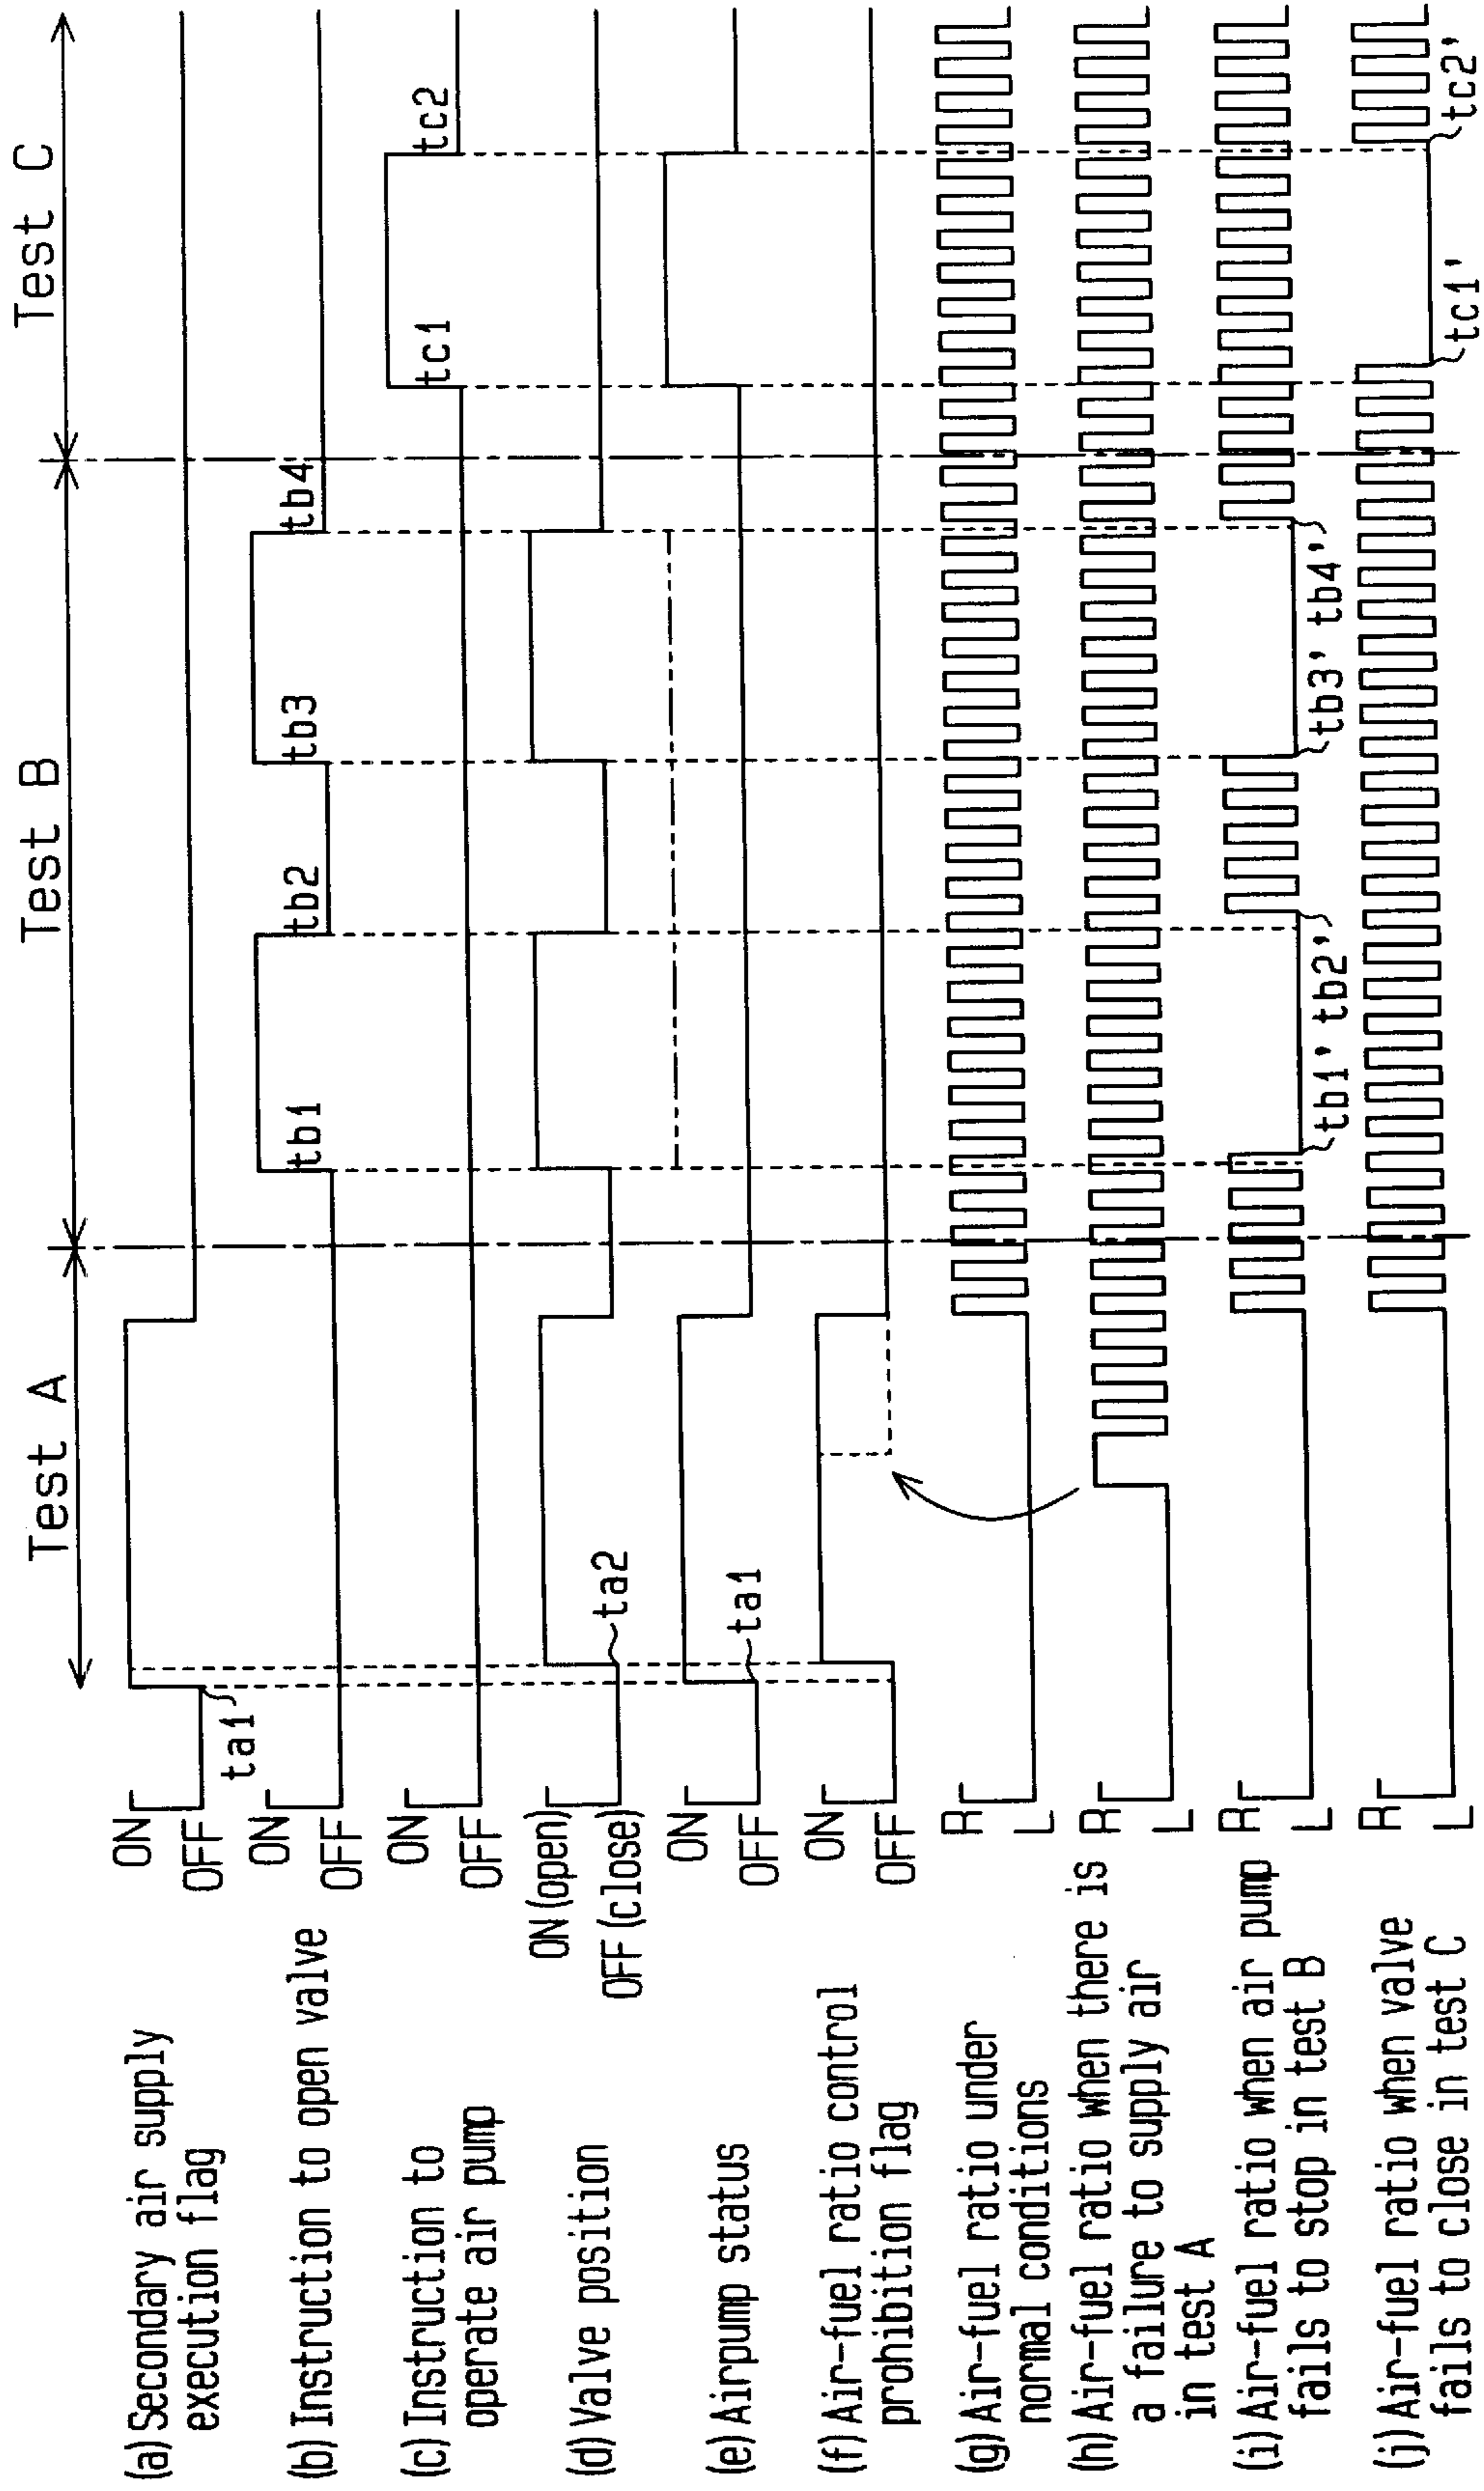 Test A
Test B
Test C
(a) Secondary air supply
execution flag
ON
OFF
ta1
(b) Instruction to open valve
ON
OFF
tb1
tb2
tb3
tb4
(c) Instruction to
operate air pump
ON
OFF
tc1
tc2
(d) Valve position
ON (open)
OFF (close)
ta2
(e) Airpump status
ON
OFF
ta1
(f) Air-fuel ratio control
prohibition flag
ON
OFF
(g) Air-fuel ratio under
normal conditions
R
L
(h) Air-fuel ratio when there is
a failure to supply air
in test A
R
L
(i) Air-fuel ratio when air pump
fails to stop in test B
R
L
tb1' tb2'
tb3' tb4'
(j) Air-fuel ratio when valve
fails to close in test C
R
L
tc1'
tc2'